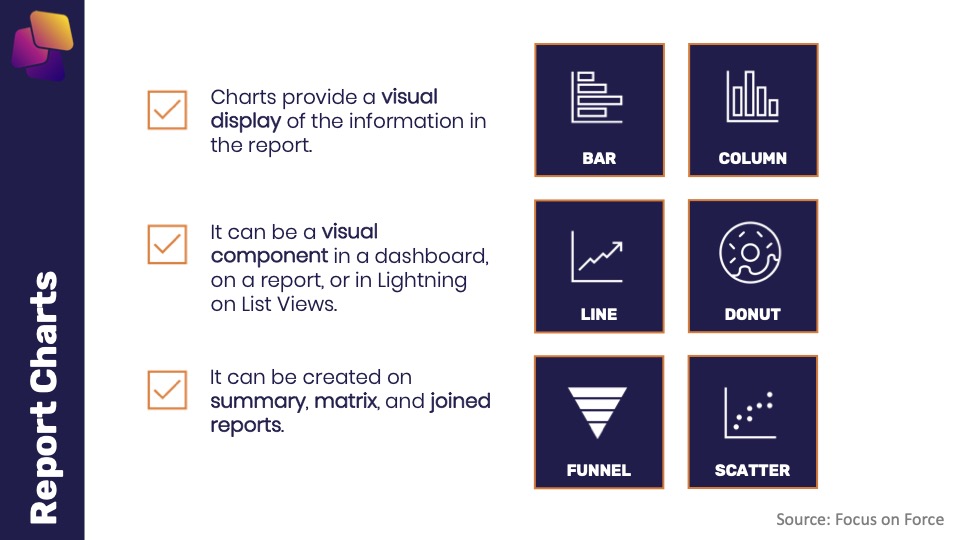 Report Charts
Charts provide a visual
display of the information in
the report.
It can be a visual
component in a dashboard,
on a report, or in Lightning
on List Views.
It can be created on
summary, matrix, and joined
reports.
BAR
COLUMN
LINE
DONUT
FUNNEL
SCATTER
Source: Focus on Force